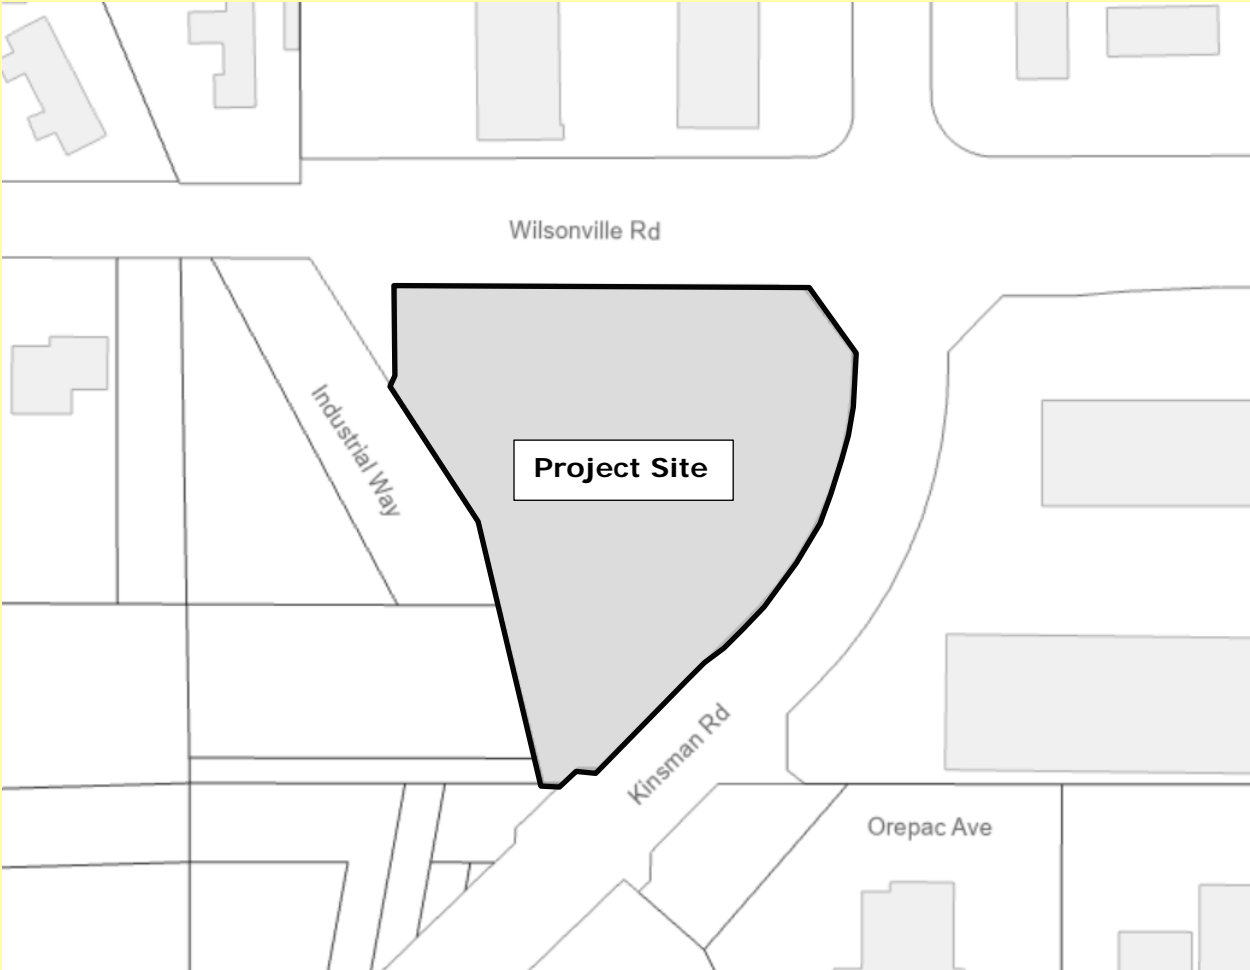 Wilsonville Rd
Industrial Way
Project Site
Kinsman Rd
Orepac Ave